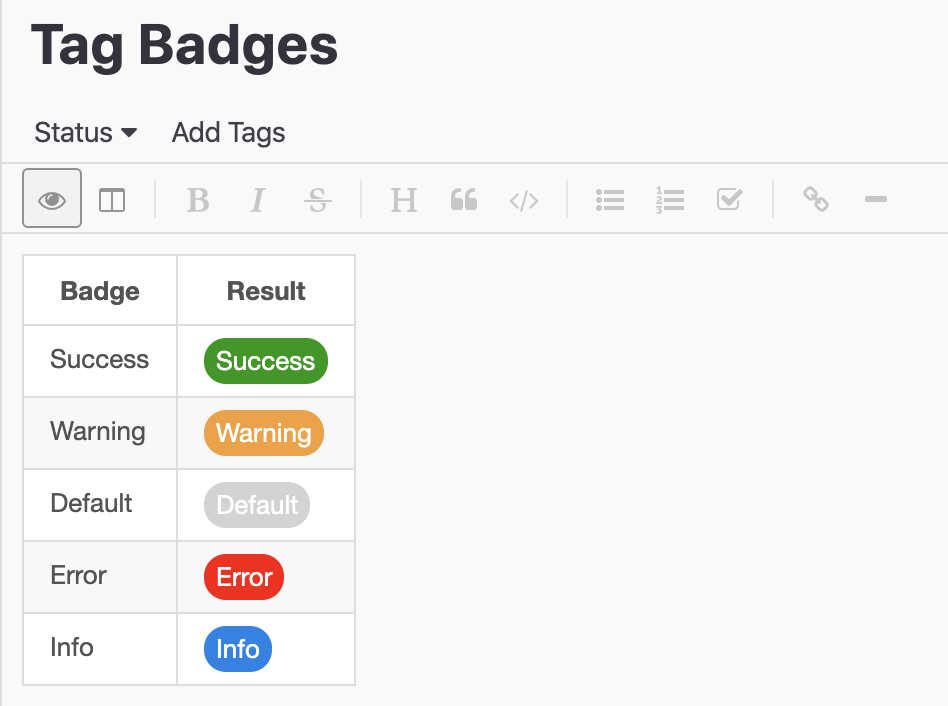 Tag Badges
Status Add Tags
B I S H </>
Badge Result
Success Success
Warning Warning
Default Default
Error Error
Info Info